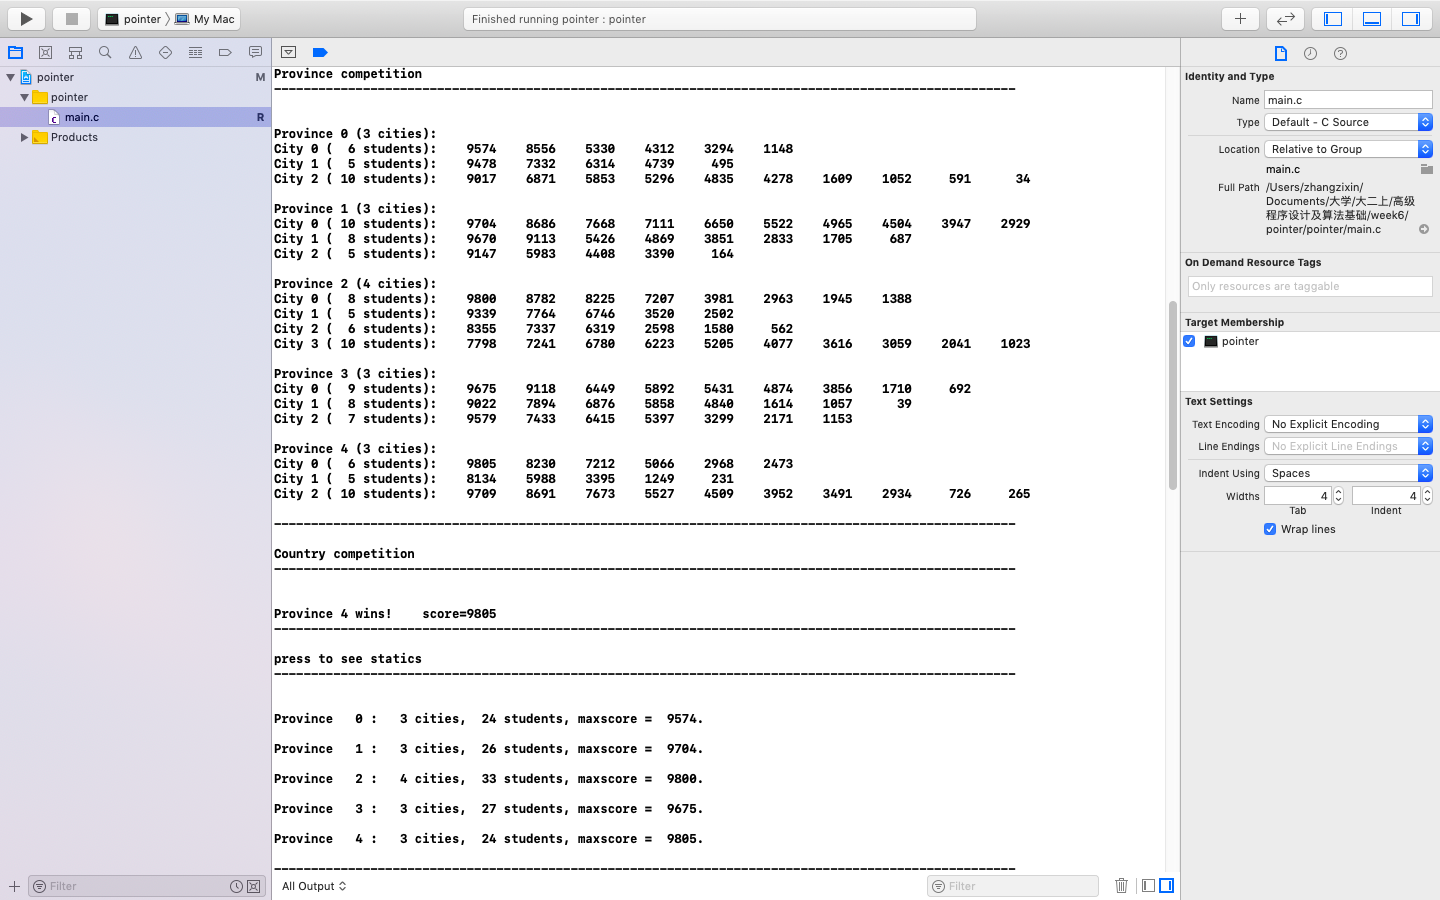 pointer
My Mac
Finished running pointer : pointer
pointer M
pointer
main.c R
Products
Filter
Province competition
----------------------------------------------------------------------------------------------------
Province 0 (3 cities):
City 0 (  6 students):    9574    8556    5330    4312    3294    1148
City 1 (  5 students):    9478    7332    6314    4739     495
City 2 ( 10 students):    9017    6871    5853    5296    4835    4278    1609    1052     591      34
Province 1 (3 cities):
City 0 ( 10 students):    9704    8686    7668    7111    6650    5522    4965    4504    3947    2929
City 1 (  8 students):    9670    9113    5426    4869    3851    2833    1705     687
City 2 (  5 students):    9147    5983    4408    3390     164
Province 2 (4 cities):
City 0 (  8 students):    9800    8782    8225    7207    3981    2963    1945    1388
City 1 (  5 students):    9339    7764    6746    3520    2502
City 2 (  6 students):    8355    7337    6319    2598    1580     562
City 3 ( 10 students):    7798    7241    6780    6223    5205    4077    3616    3059    2041    1023
Province 3 (3 cities):
City 0 (  9 students):    9675    9118    6449    5892    5431    4874    3856    1710     692
City 1 (  8 students):    9022    7894    6876    5858    4840    1614    1057      39
City 2 (  7 students):    9579    7433    6415    5397    3299    2171    1153
Province 4 (3 cities):
City 0 (  6 students):    9805    8230    7212    5066    2968    2473
City 1 (  5 students):    8134    5988    3395    1249     231
City 2 ( 10 students):    9709    8691    7673    5527    4509    3952    3491    2934     726     265
----------------------------------------------------------------------------------------------------
Country competition
----------------------------------------------------------------------------------------------------
Province 4 wins!    score=9805
----------------------------------------------------------------------------------------------------
press to see statics
----------------------------------------------------------------------------------------------------
Province   0 :   3 cities,  24 students, maxscore =  9574.
Province   1 :   3 cities,  26 students, maxscore =  9704.
Province   2 :   4 cities,  33 students, maxscore =  9800.
Province   3 :   3 cities,  27 students, maxscore =  9675.
Province   4 :   3 cities,  24 students, maxscore =  9805.
----------------------------------------------------------------------------------------------------
All Output
Filter
Identity and Type
Name main.c
Type Default - C Source
Location Relative to Group
main.c
Full Path /Users/zhangzixin/
Documents/大学/大二上/高级
程序设计及算法基础/week6/
pointer/pointer/main.c
On Demand Resource Tags
Only resources are taggable
Target Membership
pointer
Text Settings
Text Encoding No Explicit Encoding
Line Endings No Explicit Line Endings
Indent Using Spaces
Widths 4 4
Tab Indent
Wrap lines